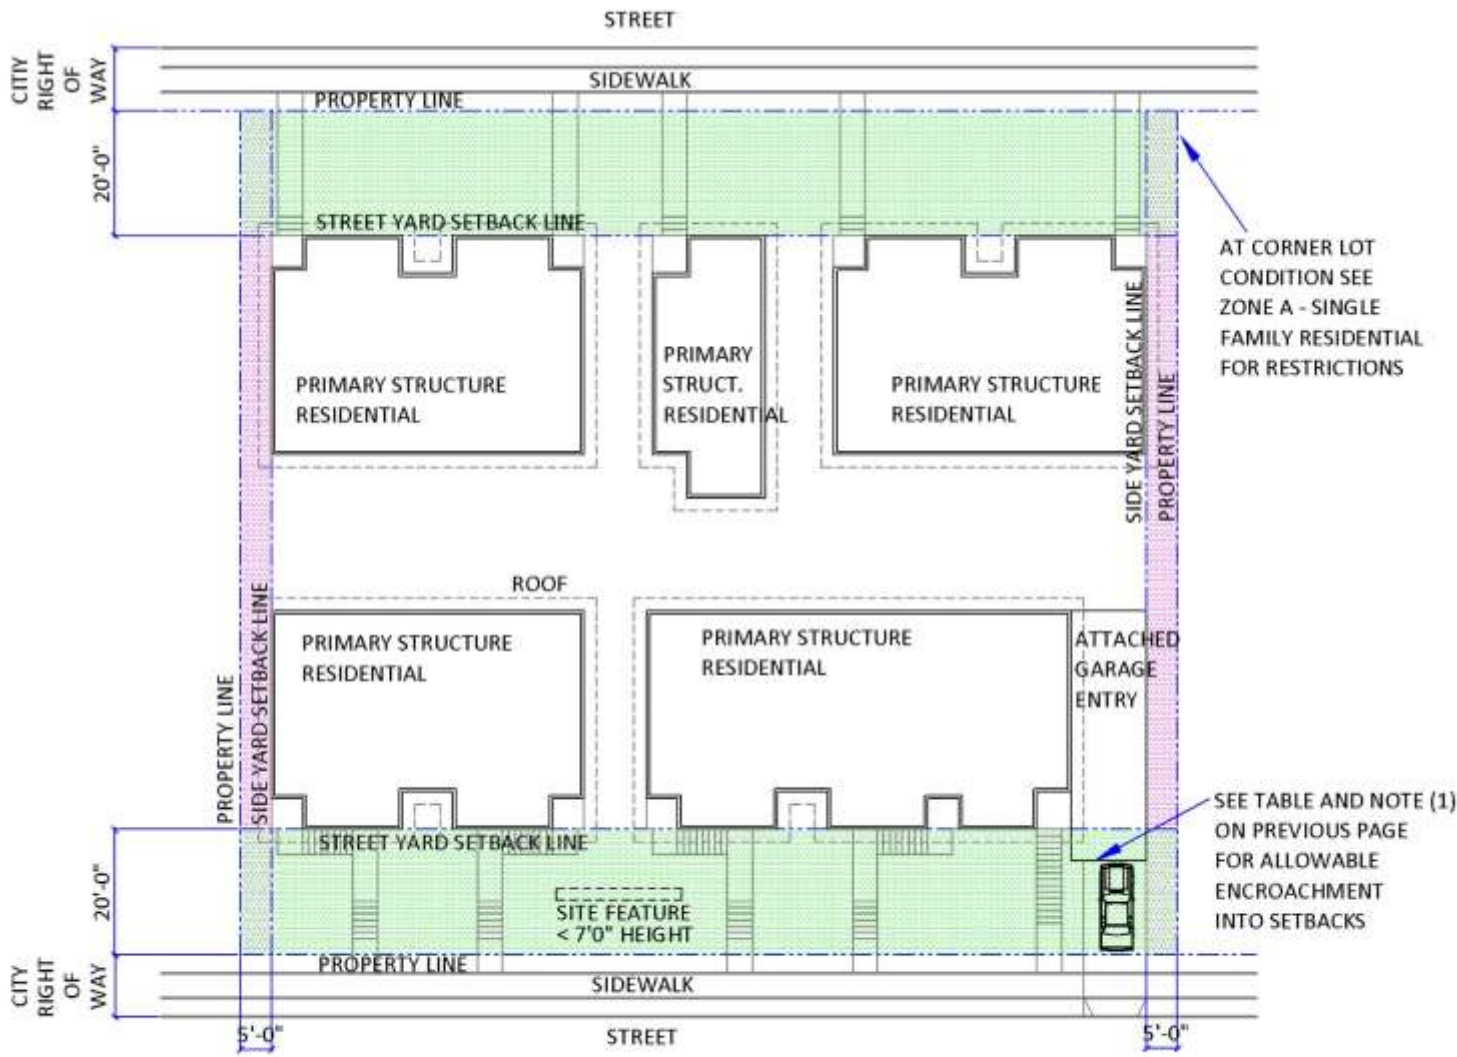 STREET
CITIY
RIGHT
OF
WAY
SIDEWALK
PROPERTY LINE
20'-0"
STREET YARD SETBACK LINE
AT CORNER LOT
CONDITION SEE
ZONE A - SINGLE
FAMILY RESIDENTIAL
FOR RESTRICTIONS
PRIMARY STRUCTURE
RESIDENTIAL
PRIMARY
STRUCT.
RESIDENTIAL
PRIMARY STRUCTURE
RESIDENTIAL
SIDE YARD SETBACK LINE
PROPERTY LINE
ROOF
PROPERTY LINE
SIDE YARD SETBACK LINE
PRIMARY STRUCTURE
RESIDENTIAL
PRIMARY STRUCTURE
RESIDENTIAL
ATTACHED
GARAGE
ENTRY
SEE TABLE AND NOTE (1)
ON PREVIOUS PAGE
FOR ALLOWABLE
ENCROACHMENT
INTO SETBACKS
STREET YARD SETBACK LINE
20'-0"
SITE FEATURE
< 7'0" HEIGHT
PROPERTY LINE
CITY
RIGHT
OF
WAY
SIDEWALK
5'-0"
STREET
5'-0"